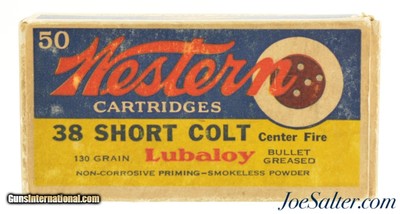 50
Western
CARTRIDGES
38 SHORT COLT Center Fire
130 GRAIN Lubaloy BULLET GREASED
NON-CORROSIVE PRIMING-SMOKELESS POWDER
GunsInternational.com
JoeSalter.com